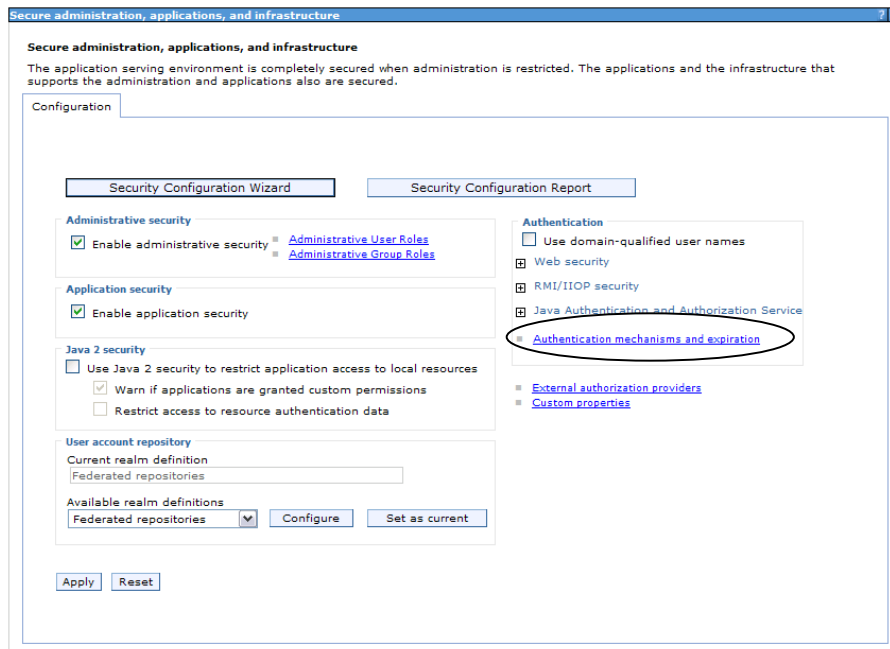 Secure administration, applications, and infrastructure
?
Secure administration, applications, and infrastructure
The application serving environment is completely secured when administration is restricted. The applications and the infrastructure that
supports the administration and applications also are secured.
Configuration
Security Configuration Wizard
Security Configuration Report
Administrative security
Enable administrative security
Administrative User Roles
Administrative Group Roles
Application security
Enable application security
Java 2 security
Use Java 2 security to restrict application access to local resources
Warn if applications are granted custom permissions
Restrict access to resource authentication data
User account repository
Current realm definition
Federated repositories
Available realm definitions
Federated repositories
Configure
Set as current
Authentication
Use domain-qualified user names
Web security
RMI/IIOP security
Java Authentication and Authorization Service
Authentication mechanisms and expiration
External authorization providers
Custom properties
Apply
Reset